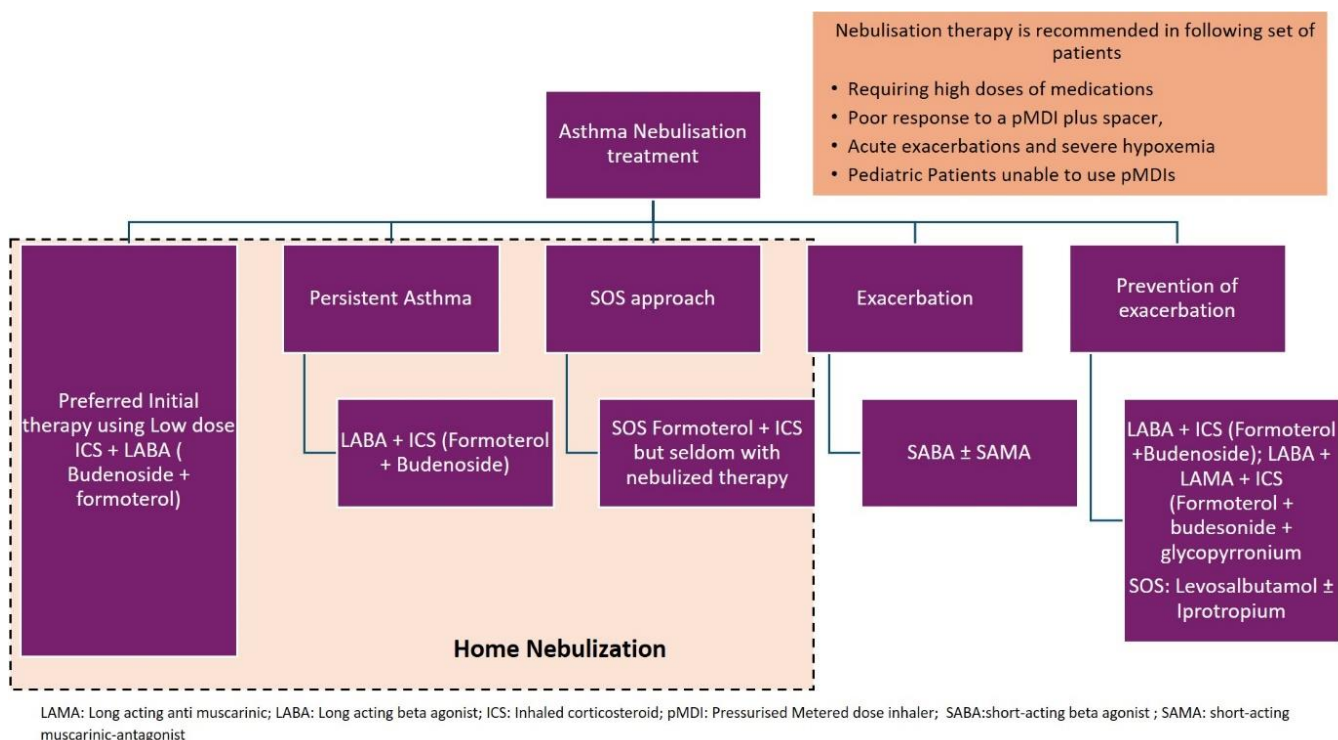 Nebulisation therapy is recommended in following set of
patients
• Requiring high doses of medications
• Poor response to a pMDI plus spacer,
• Acute exacerbations and severe hypoxemia
• Pediatric Patients unable to use pMDIs
Asthma Nebulisation
treatment
Preferred Initial
therapy using Low dose
ICS + LABA (
Budenoside +
formoterol)
Persistent Asthma
LABA + ICS (Formoterol
+ Budenoside)
SOS approach
SOS Formoterol + ICS
but seldom with
nebulized therapy
Exacerbation
SABA ± SAMA
Prevention of
exacerbation
LABA + ICS (Formoterol
+Budenoside); LABA +
LAMA + ICS
(Formoterol +
budesonide +
glycopyrronium
SOS: Levosalbutamol ±
Iprotropium
Home Nebulization
LAMA: Long acting anti muscarinic; LABA: Long acting beta agonist; ICS: Inhaled corticosteroid; pMDI: Pressurised Metered dose inhaler; SABA:short-acting beta agonist ; SAMA: short-acting
muscarinic-antagonist